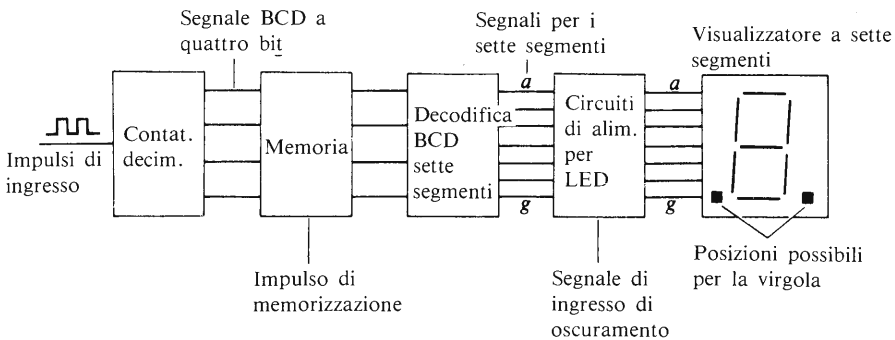 Segnale BCD a
quattro bit
Segnali per i
sette segmenti
Visualizzatore a sette
segmenti
a
a
Impulsi di
ingresso
Contat.
decim.
Memoria
Decodifica
BCD
sette
segmenti
Circuiti
di alim.
per
LED
g
g
Impulso di
memorizzazione
Segnale di
ingresso di
oscuramento
Posizioni possibili
per la virgola